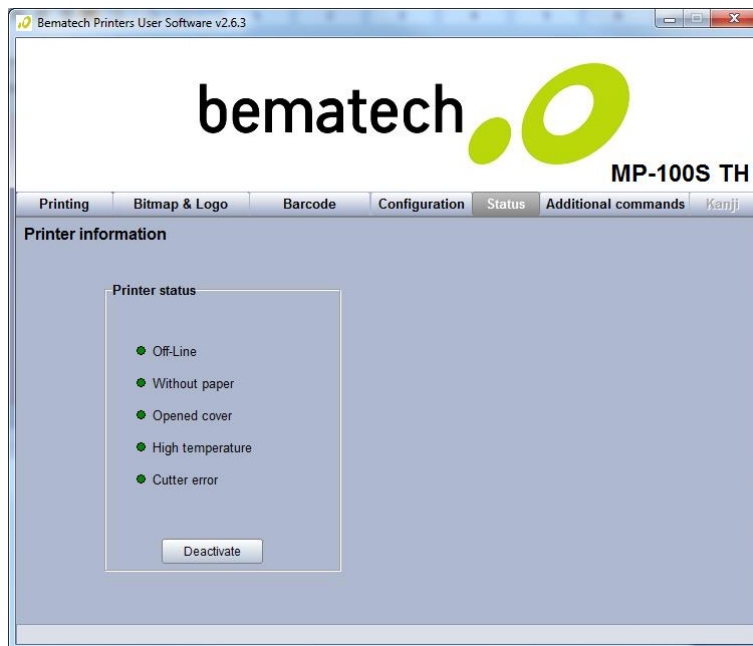 Bematech Printers User Software v2.6.3
bematech
MP-100S TH
Printing Bitmap & Logo Barcode Configuration Status Additional commands Kanji
Printer information
Printer status
Off-Line
Without paper
Opened cover
High temperature
Cutter error
Deactivate